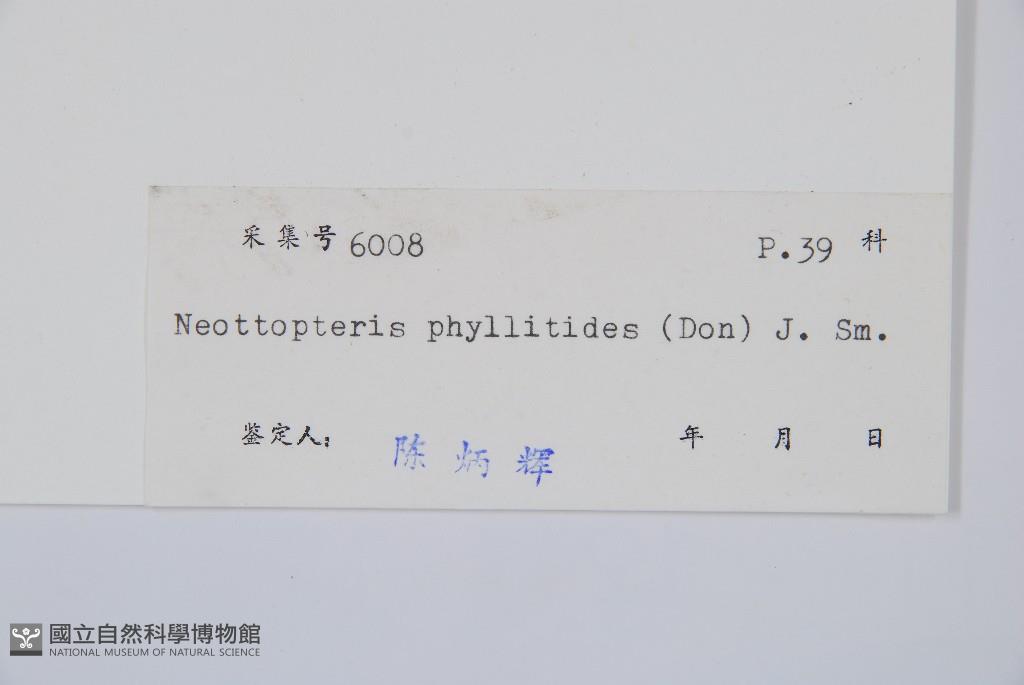 采集号 6008 P.39 科
Neottopteris phyllitides (Don) J. Sm.
鉴定人: 陈炳辉 年 月 日
國立自然科學博物館
NATIONAL MUSEUM OF NATURAL SCIENCE